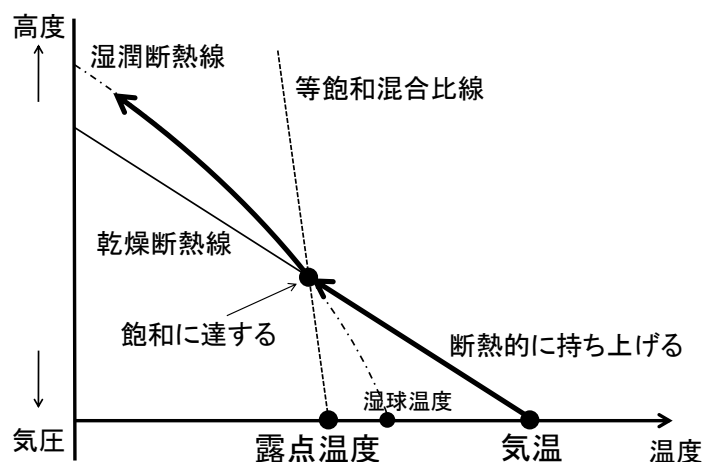 高度
湿潤断熱線
等飽和混合比線
乾燥断熱線
飽和に達する
断熱的に持ち上げる
湿球温度
気圧
露点温度
気温
温度